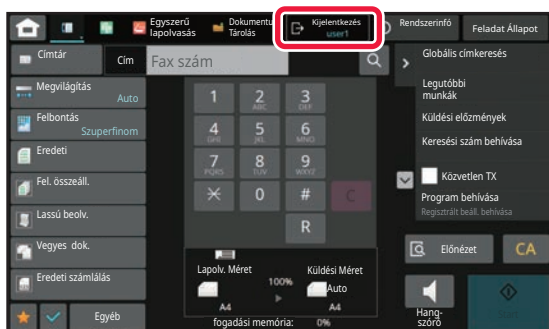 Egyszerű
lapolvasás
Dokumentu
Tárolás
Kijelentkezés
user1
Rendszerinfó
Feladat Állapot
Címtár
Cím
Fax szám
Megvilágítás
Auto
Felbontás
Szuperfinom
Eredeti
Fel. összeáll.
Lassú beolv.
Vegyes dok.
Eredeti számlálás
Egyéb
1
2
ABC
3
DEF
4
GHI
5
JKL
6
MNO
7
PQRS
8
TUV
9
WXYZ
0
#
C
R
Lapolv. Méret
100%
Küldési Méret
Auto
A4
A4
fogadási memória: 0%
Globális címkeresés
Legutóbbi
munkák
Küldési előzmények
Keresési szám behívása
Közvetlen TX
Program behívása
Regisztrált beáll. behívása
Előnézet
CA
Hang-
szóró